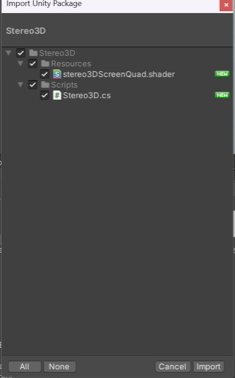 Import Unity Package
Stereo3D
Stereo3D
Resources
stereo3DScreenQuad.shader NEW
Scripts
Stereo3D.cs NEW
All None Cancel Import